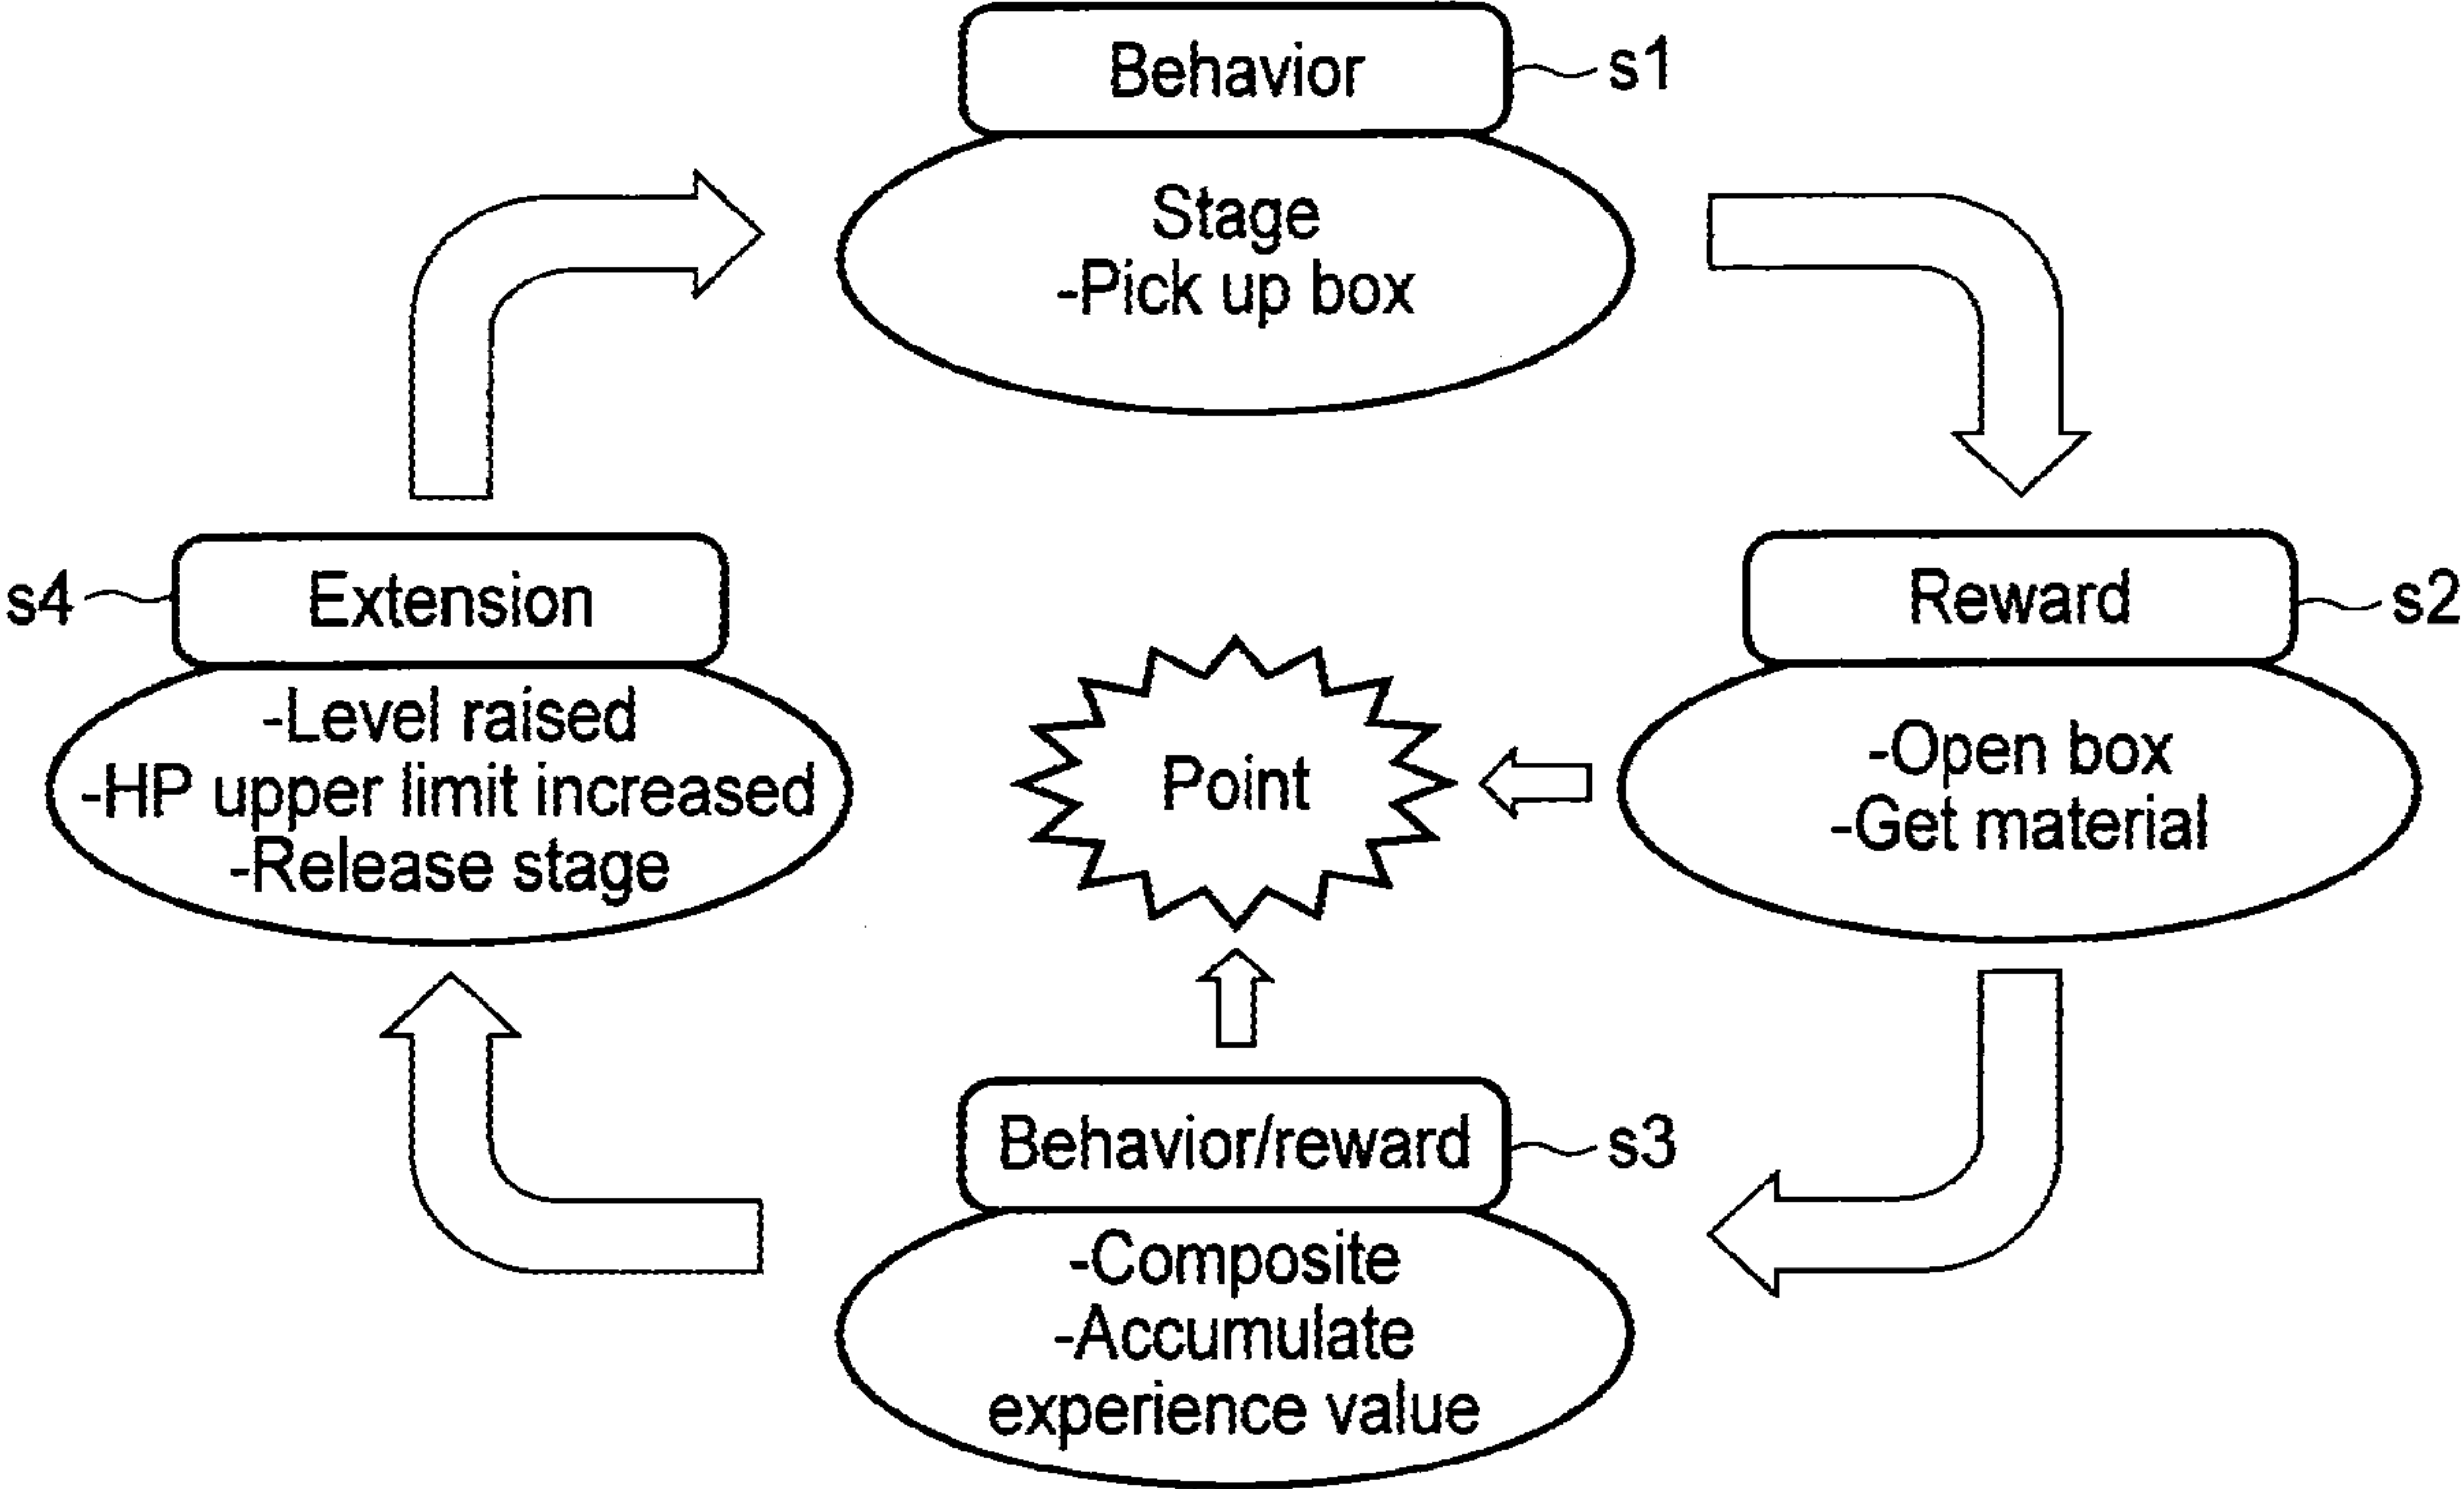 Behavior
s1
Stage
-Pick up box
s4
Extension
-Level raised
-HP upper limit increased
-Release stage
Point
Reward
s2
-Open box
-Get material
Behavior/reward
s3
-Composite
-Accumulate
experience value